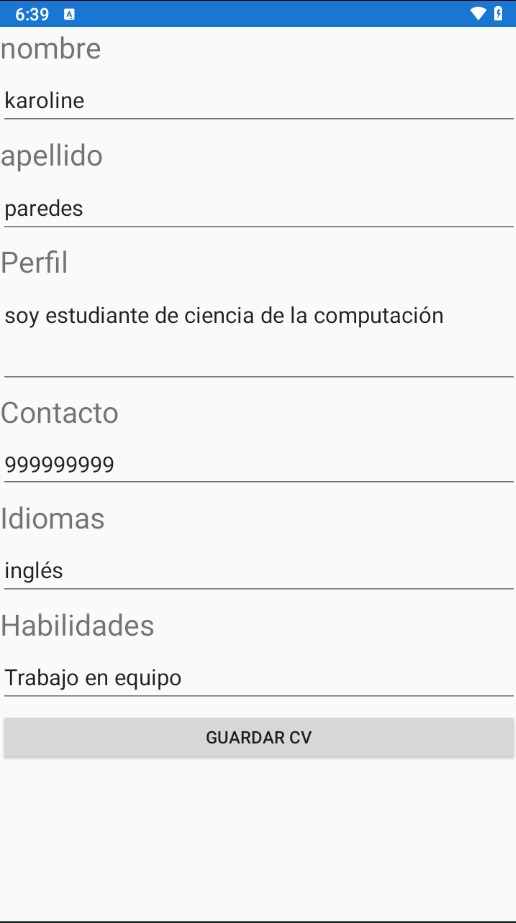 6:39
nombre
karoline
apellido
paredes
Perfil
soy estudiante de ciencia de la computación
Contacto
999999999
Idiomas
inglés
Habilidades
Trabajo en equipo
GUARDAR CV